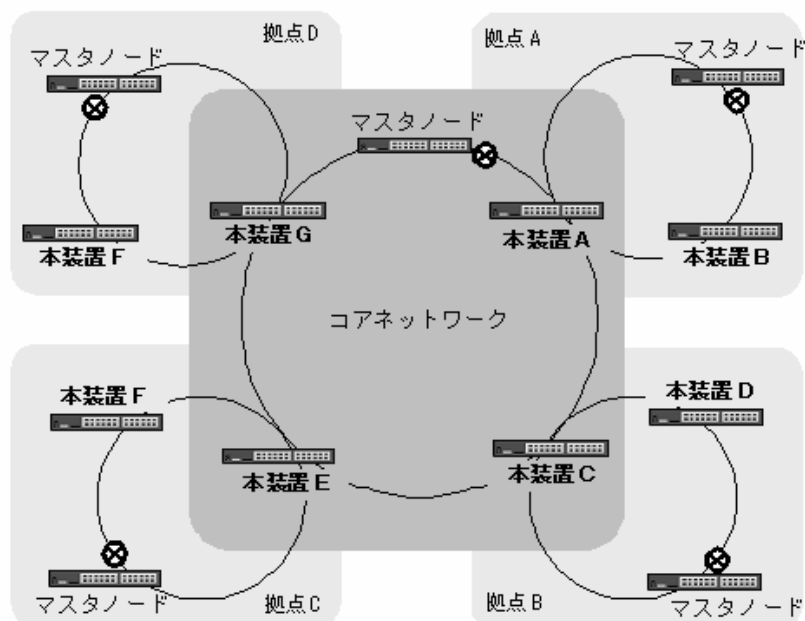 拠点D
拠点A
マスタノード
マスタノード
マスタノード
本装置G
本装置A
本装置F
本装置B
コアネットワーク
本装置F
本装置D
本装置E
本装置C
マスタノード
拠点C
拠点B
マスタノード